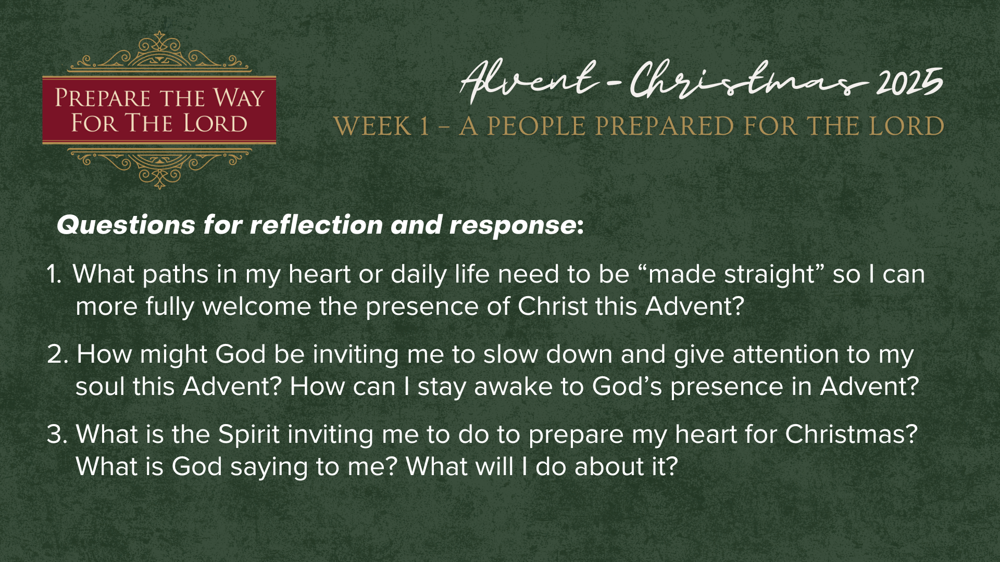 PREPARE THE WAY
FOR THE LORD
Advent - Christmas 2025
WEEK 1 – A PEOPLE PREPARED FOR THE LORD
Questions for reflection and response:
1. What paths in my heart or daily life need to be “made straight” so I can
more fully welcome the presence of Christ this Advent?
2. How might God be inviting me to slow down and give attention to my
soul this Advent? How can I stay awake to God’s presence in Advent?
3. What is the Spirit inviting me to do to prepare my heart for Christmas?
What is God saying to me? What will I do about it?